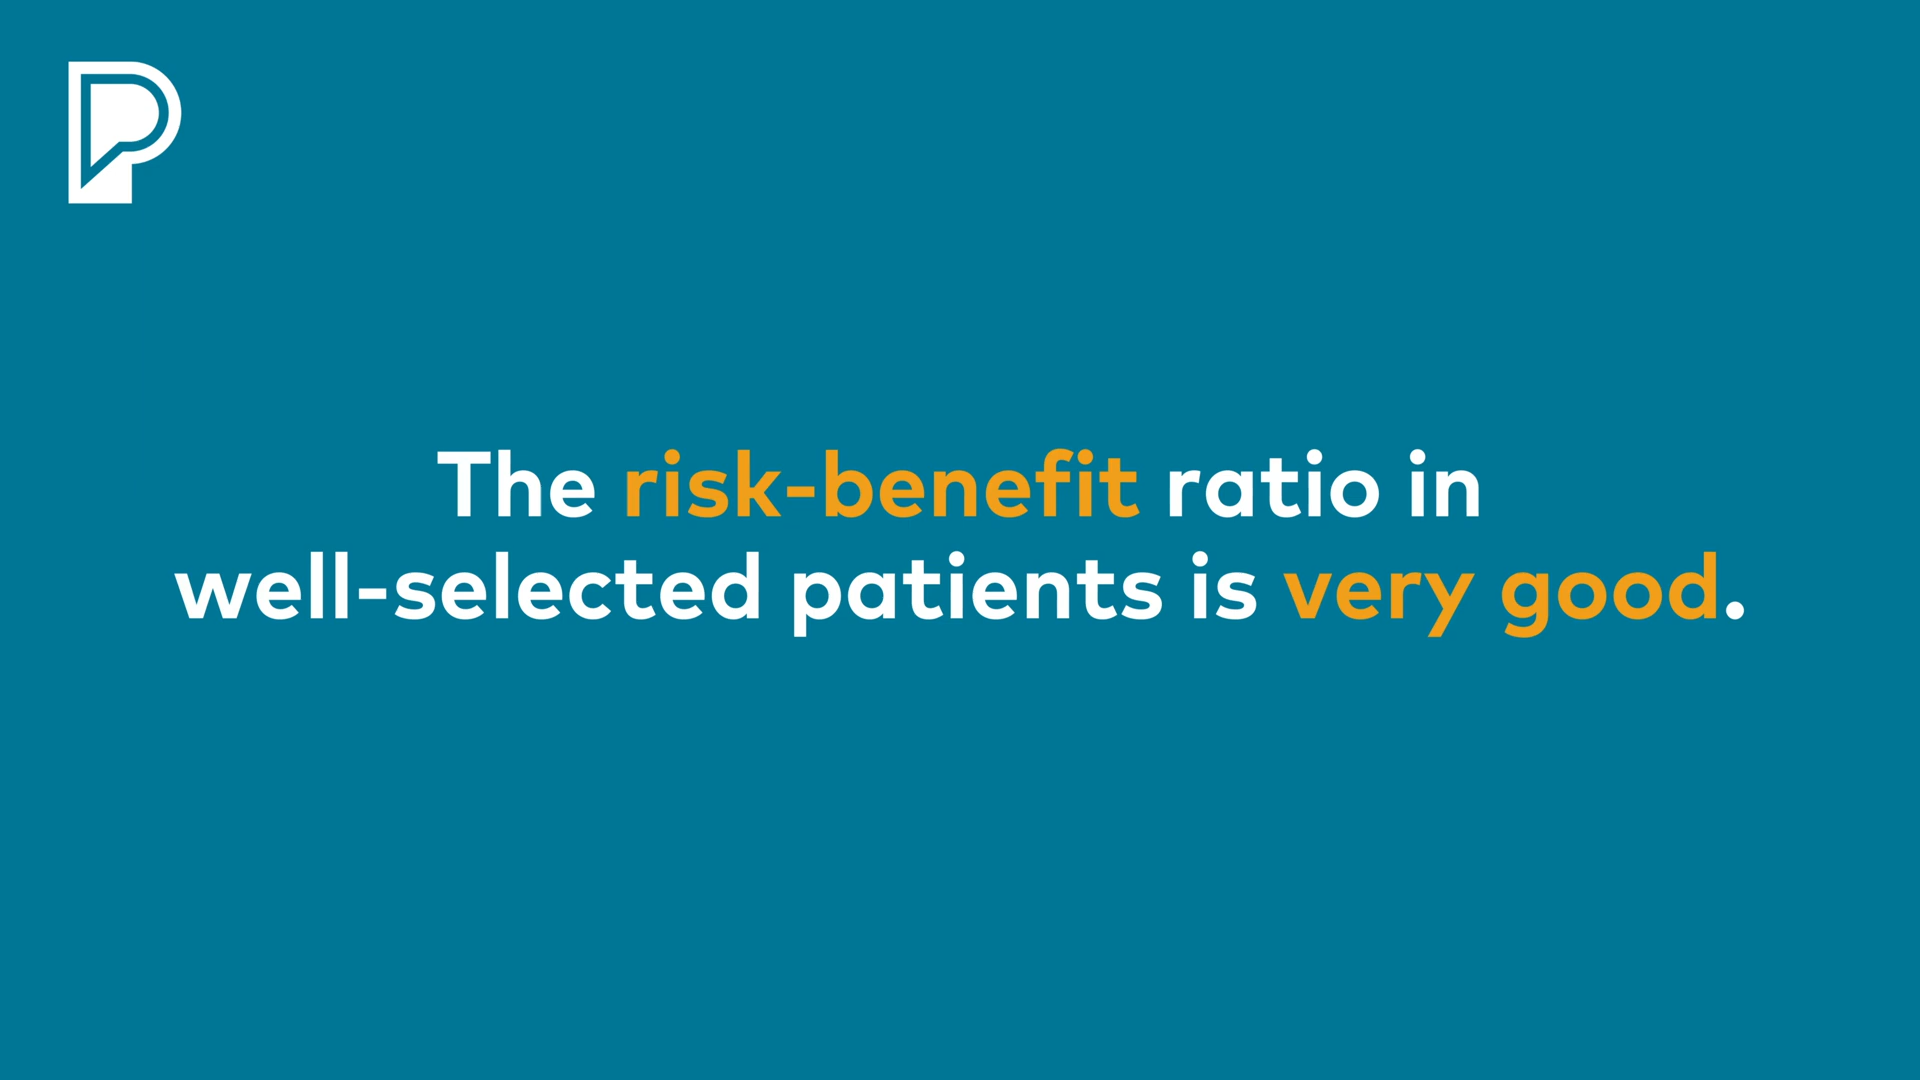 The risk-benefit ratio in
well-selected patients is very good.